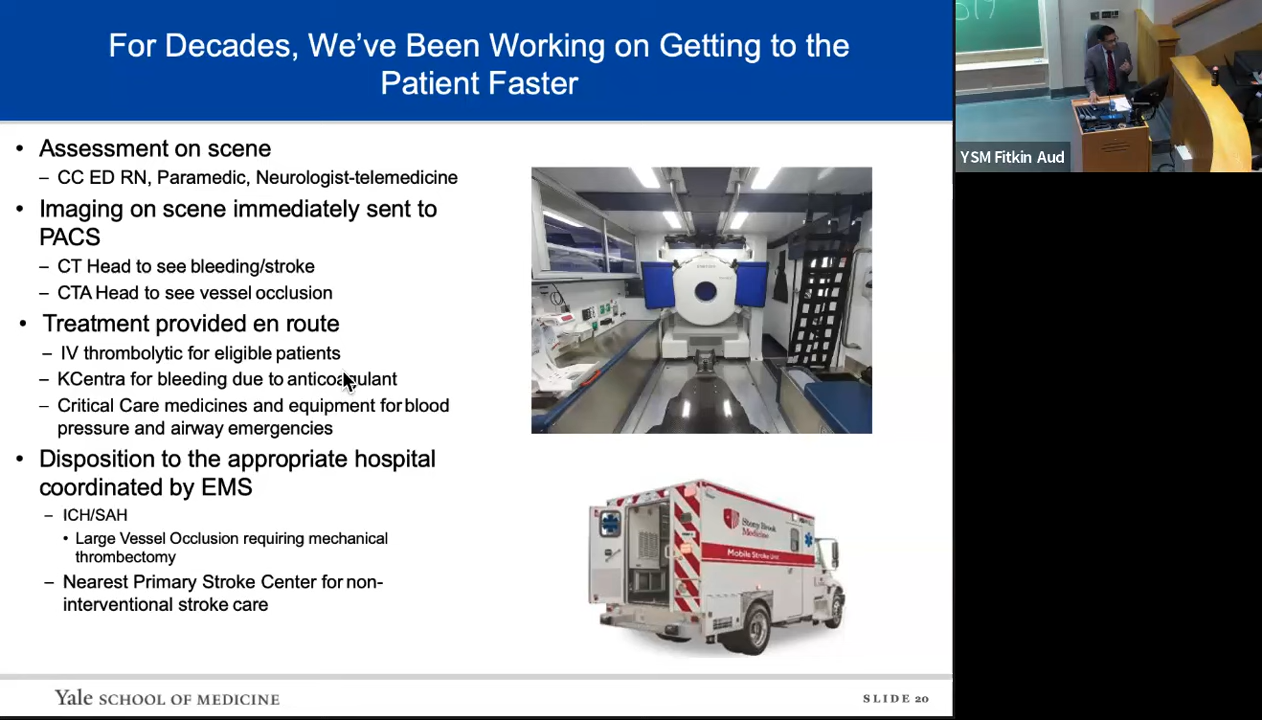 For Decades, We’ve Been Working on Getting to the
Patient Faster
• Assessment on scene
– CC ED RN, Paramedic, Neurologist-telemedicine
• Imaging on scene immediately sent to
PACS
– CT Head to see bleeding/stroke
– CTA Head to see vessel occlusion
• Treatment provided en route
– IV thrombolytic for eligible patients
– KCentra for bleeding due to anticoagulant
– Critical Care medicines and equipment for blood
pressure and airway emergencies
• Disposition to the appropriate hospital
coordinated by EMS
– ICH/SAH
• Large Vessel Occlusion requiring mechanical
thrombectomy
– Nearest Primary Stroke Center for non-
interventional stroke care
Stony Brook
Medicine
Mobile Stroke Unit
Yale SCHOOL OF MEDICINE
SLIDE 20
YSM Fitkin Aud